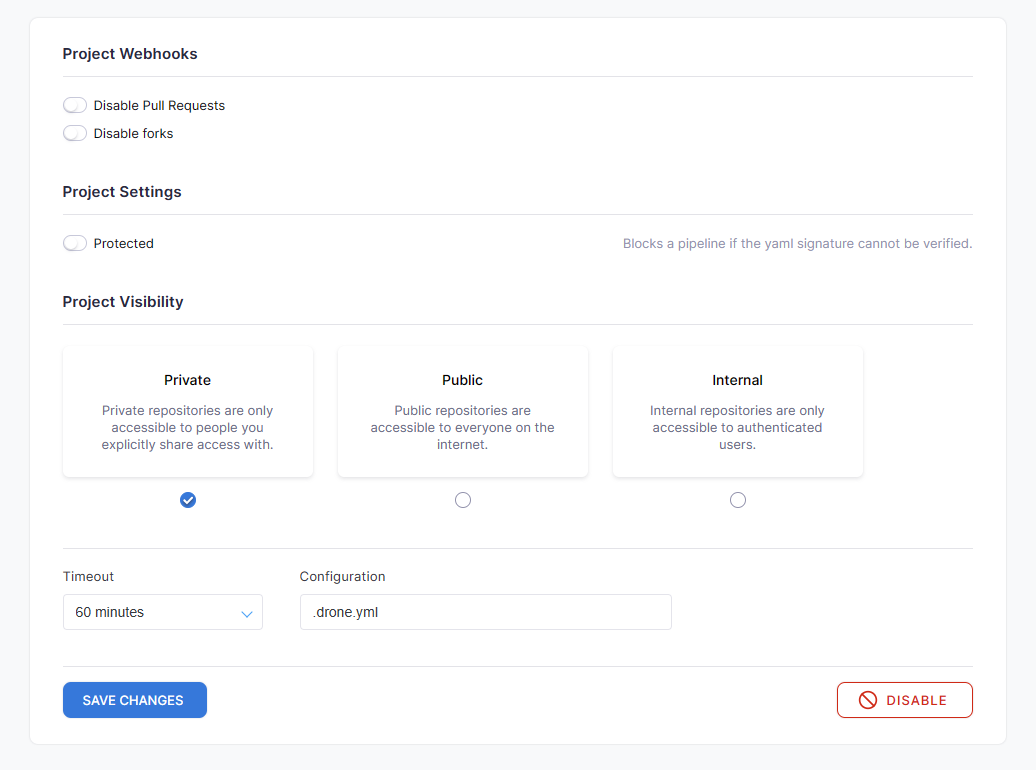 Project Webhooks
Disable Pull Requests
Disable forks
Project Settings
Protected
Blocks a pipeline if the yaml signature cannot be verified.
Project Visibility
Private
Private repositories are only
accessible to people you
explicitly share access with.
Public
Public repositories are
accessible to everyone on the
internet.
Internal
Internal repositories are only
accessible to authenticated
users.
Timeout
60 minutes
Configuration
.drone.yml
SAVE CHANGES
DISABLE